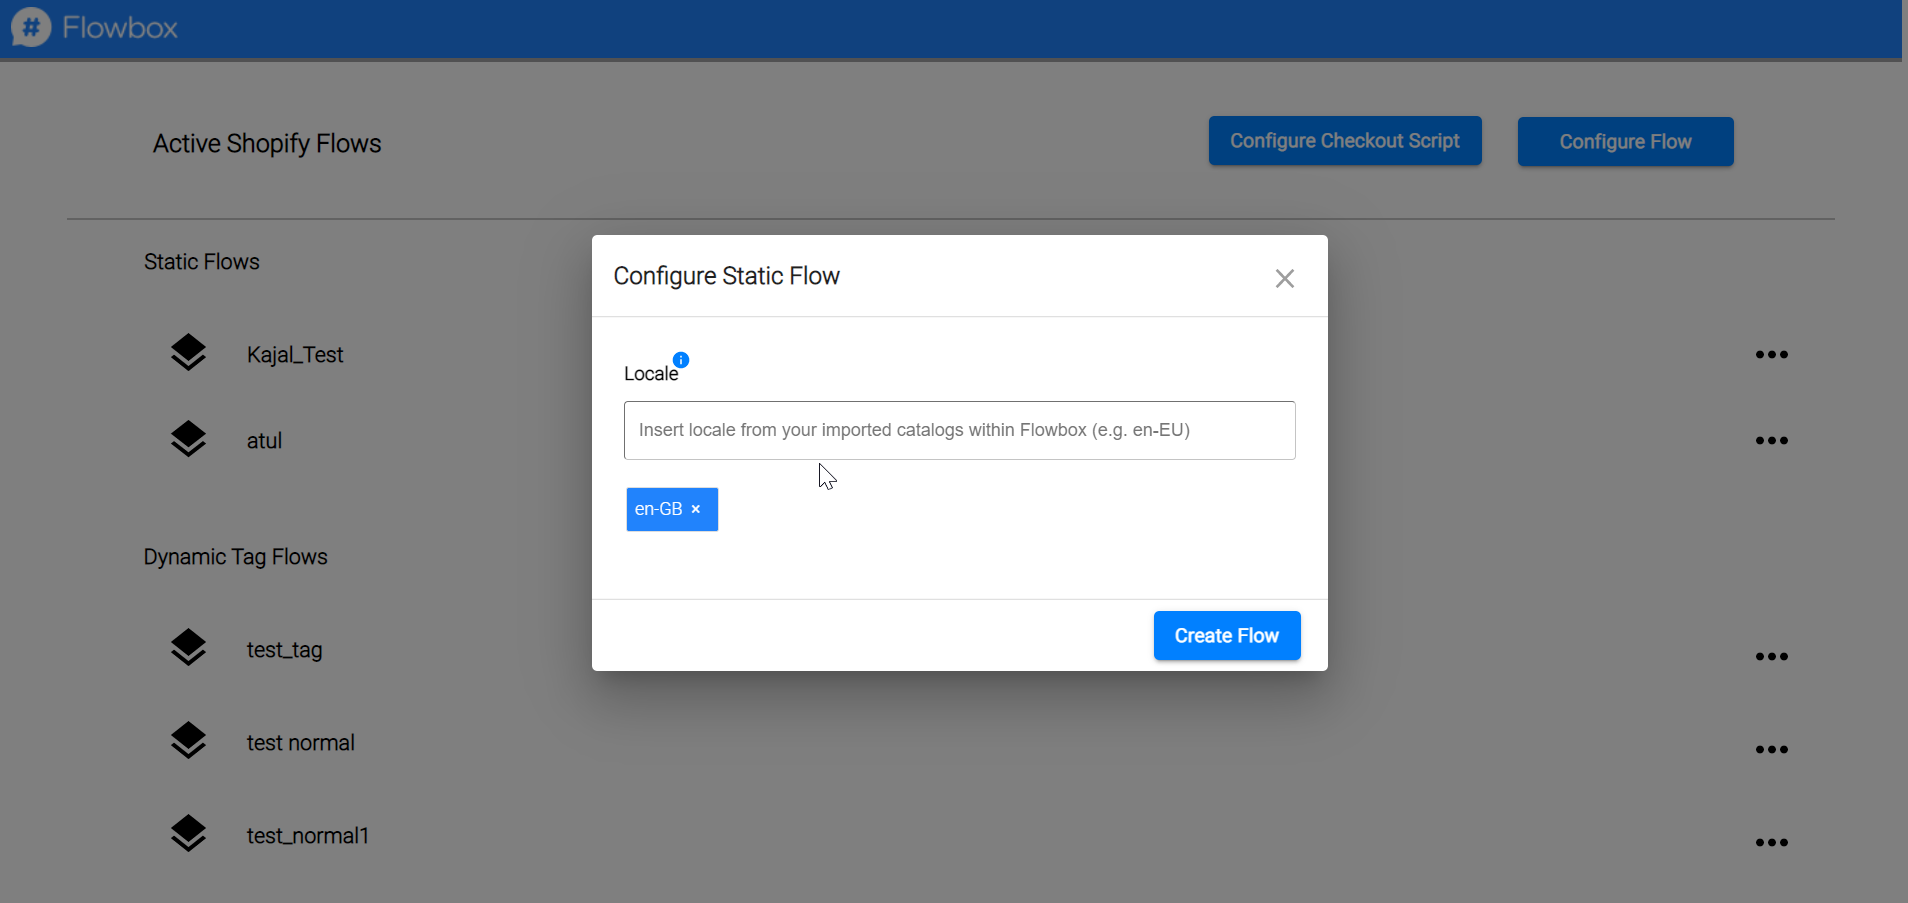 # Flowbox
Active Shopify Flows
Configure Checkout Script
Configure Flow
Static Flows
Kajal_Test
atul
Dynamic Tag Flows
test_tag
test normal
test_normal1
Configure Static Flow
Locale
Insert locale from your imported catalogs within Flowbox (e.g. en-EU)
en-GB ×
Create Flow